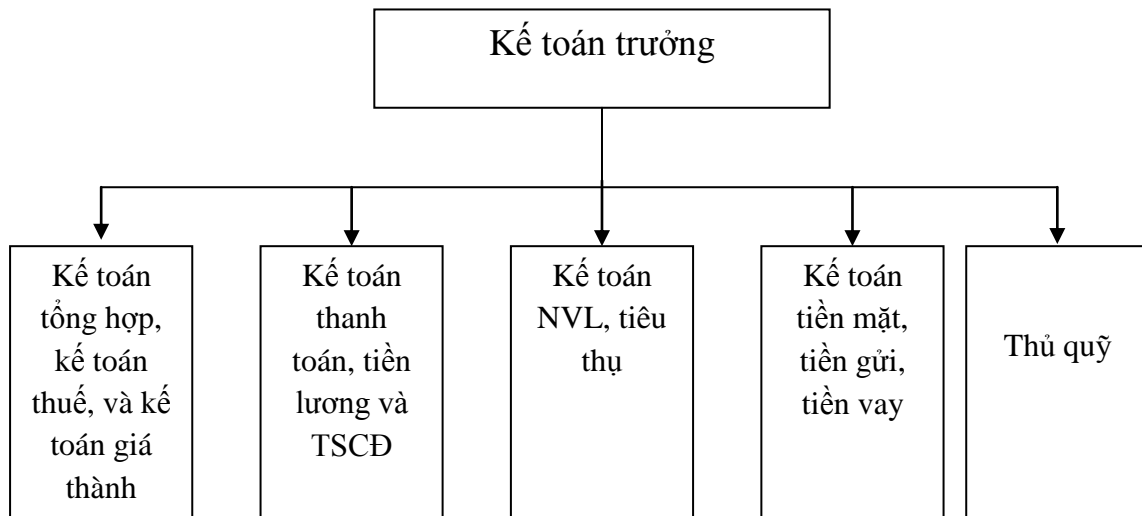 Kế toán trưởng
Kế toán
tổng hợp,
kế toán
thuế, và kế
toán giá
thành
Kế toán
thanh
toán, tiền
lương và
TSCĐ
Kế toán
NVL, tiêu
thụ
Kế toán
tiền mặt,
tiền gửi,
tiền vay
Thủ quỹ